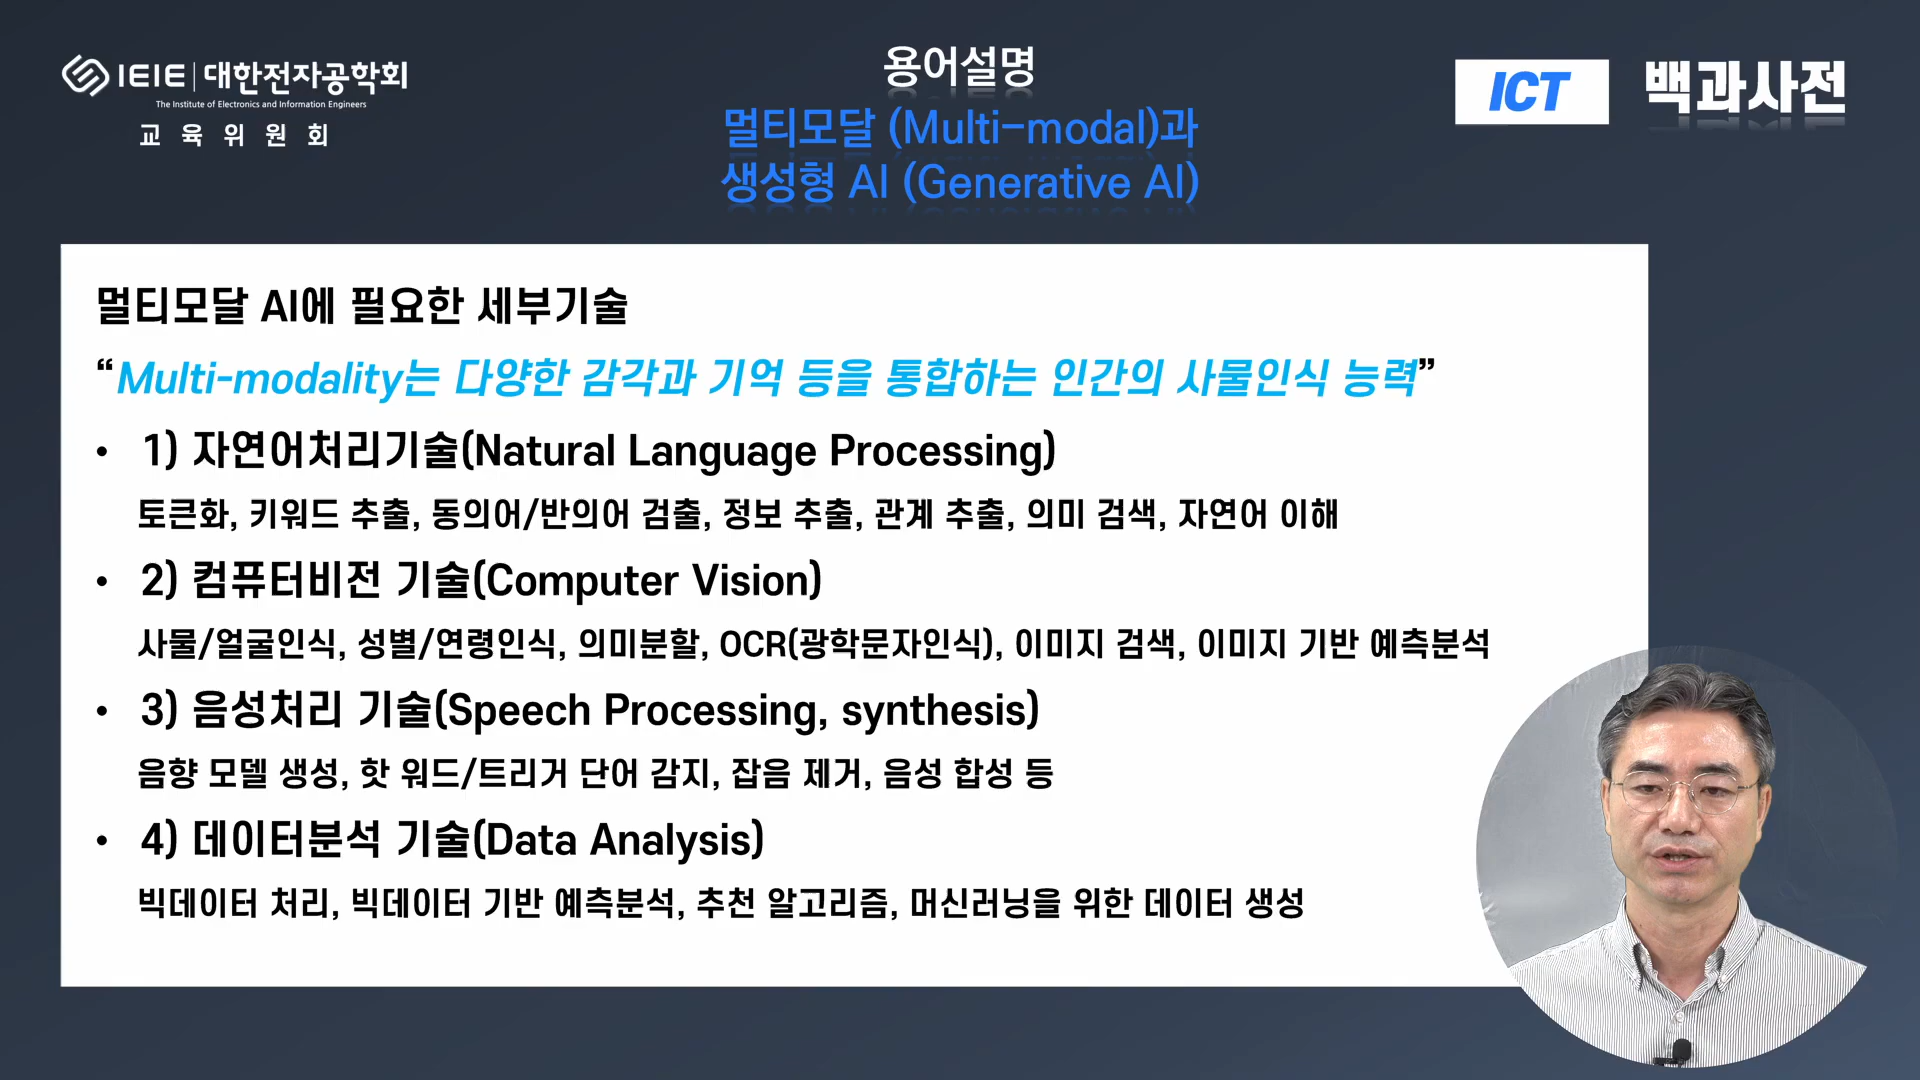 IEIE | 대한전자공학회
The Institute of Electronics and Information Engineers
교육위원회
용어설명
멀티모달 (Multi-modal)과
생성형 AI (Generative AI)
ICT 백과사전
멀티모달 AI에 필요한 세부기술
“Multi-modality는 다양한 감각과 기억 등을 통합하는 인간의 사물인식 능력”
• 1) 자연어처리기술(Natural Language Processing)
토큰화, 키워드 추출, 동의어/반의어 검출, 정보 추출, 관계 추출, 의미 검색, 자연어 이해
• 2) 컴퓨터비전 기술(Computer Vision)
사물/얼굴인식, 성별/연령인식, 의미분할, OCR(광학문자인식), 이미지 검색, 이미지 기반 예측분석
• 3) 음성처리 기술(Speech Processing, synthesis)
음향 모델 생성, 핫 워드/트리거 단어 감지, 잡음 제거, 음성 합성 등
• 4) 데이터분석 기술(Data Analysis)
빅데이터 처리, 빅데이터 기반 예측분석, 추천 알고리즘, 머신러닝을 위한 데이터 생성